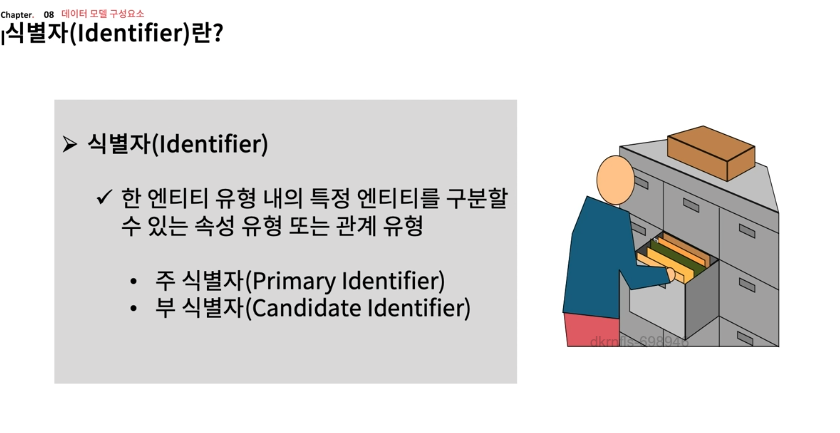 Chapter. 08 데이터 모델 구성요소
식별자(Identifier)란?
식별자(Identifier)
한 엔티티 유형 내의 특정 엔티티를 구분할
수 있는 속성 유형 또는 관계 유형
주 식별자(Primary Identifier)
부 식별자(Candidate Identifier)